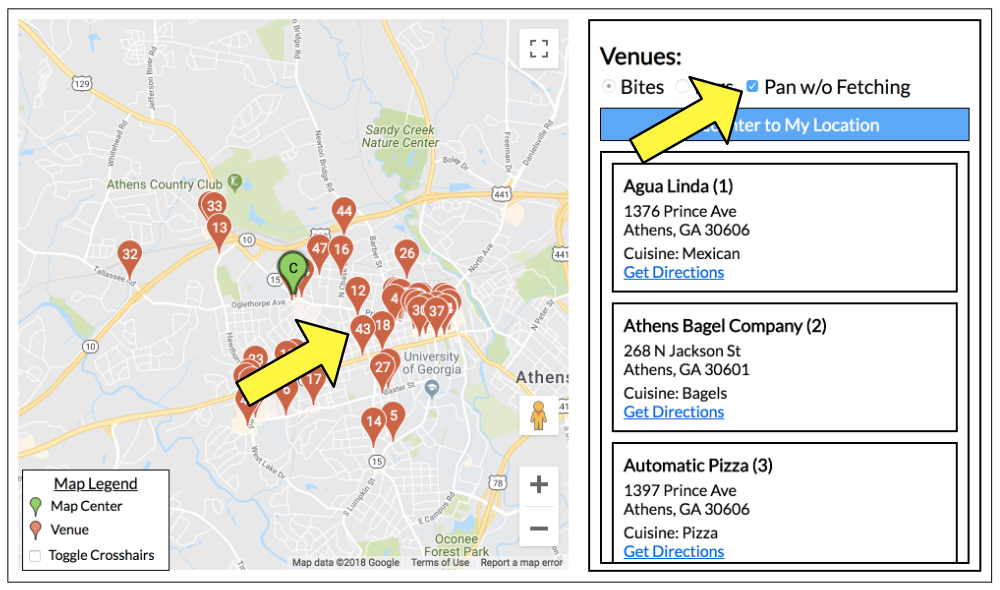 129
Jefferson River Rd
Whitehead Rd
Newton Bridge Rd
Sandy Creek
Nature Center
Freeman Dr
Danielsville Rd
Boley Dr
441
Athens Country Club
33
13
44
10
32
Tallassee Rd
47
16
26
Barber St
North Ave
441
C
15
N Chase
12
Oglethorpe Ave
4
30
37
N Peter St
43
18
10
23
27
University
of Georgia
Athens
17
6
Baxter St
14
5
15
West Lake Dr
S Lumpkin St
E Campus Rd
78
Oconee
Forest Park
Map Legend
Map Center
Venue
Toggle Crosshairs
Map data ©2018 Google
Terms of Use
Report a map error
Venues:
Bites
Pan w/o Fetching
to My Location
Agua Linda (1)
1376 Prince Ave
Athens, GA 30606
Cuisine: Mexican
Get Directions
Athens Bagel Company (2)
268 N Jackson St
Athens, GA 30601
Cuisine: Bagels
Get Directions
Automatic Pizza (3)
1397 Prince Ave
Athens, GA 30606
Cuisine: Pizza
Get Directions